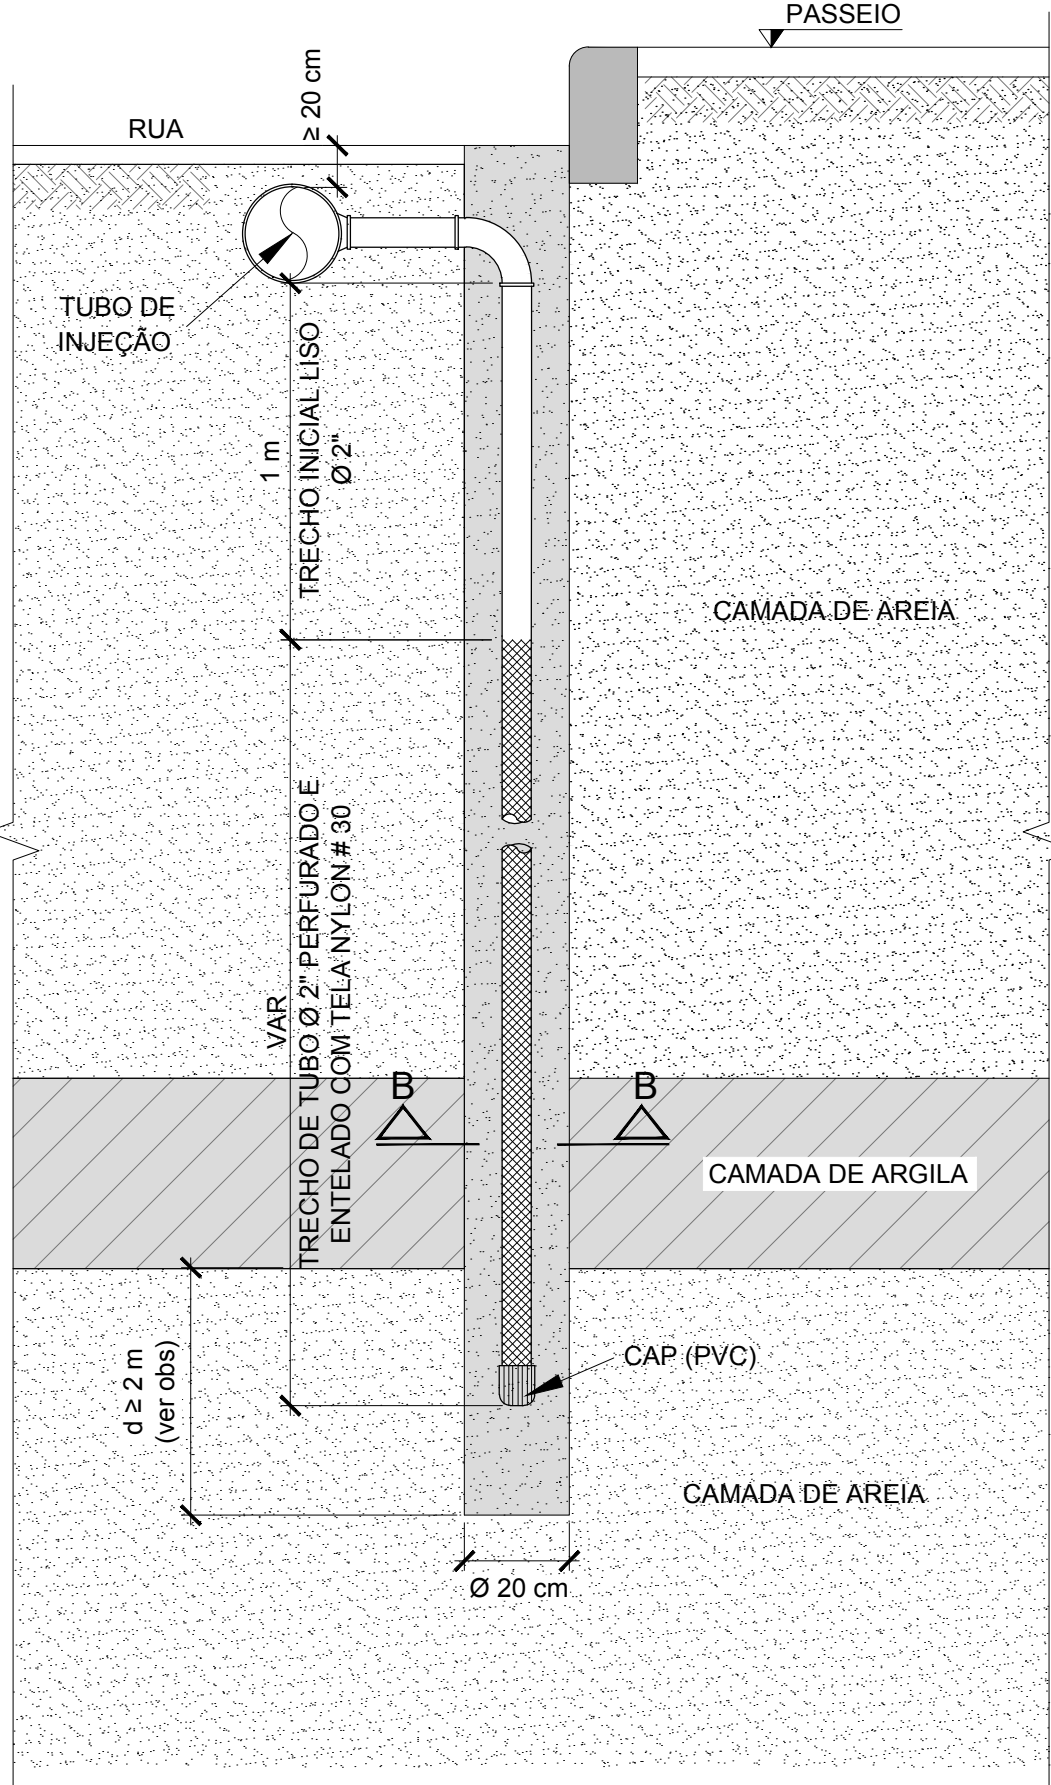 PASSEIO
≥ 20 cm
RUA
TUBO DE
INJEÇÃO
1 m
TRECHO INICIAL LISO
Ø 2"
CAMADA DE AREIA
VAR
TRECHO DE TUBO Ø 2" PERFURADO E
ENTELADO COM TELA NYLON # 30
B
B
CAMADA DE ARGILA
d ≥ 2 m
(ver obs)
CAP (PVC)
CAMADA DE AREIA
Ø 20 cm